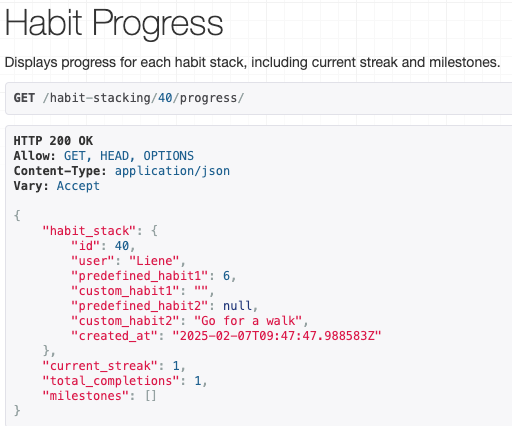 Habit Progress
Displays progress for each habit stack, including current streak and milestones.
GET /habit-stacking/40/progress/
HTTP 200 OK
Allow: GET, HEAD, OPTIONS
Content-Type: application/json
Vary: Accept
{
    "habit_stack": {
        "id": 40,
        "user": "Liene",
        "predefined_habit1": 6,
        "custom_habit1": "",
        "predefined_habit2": null,
        "custom_habit2": "Go for a walk",
        "created_at": "2025-02-07T09:47:47.988583Z"
    },
    "current_streak": 1,
    "total_completions": 1,
    "milestones": []
}